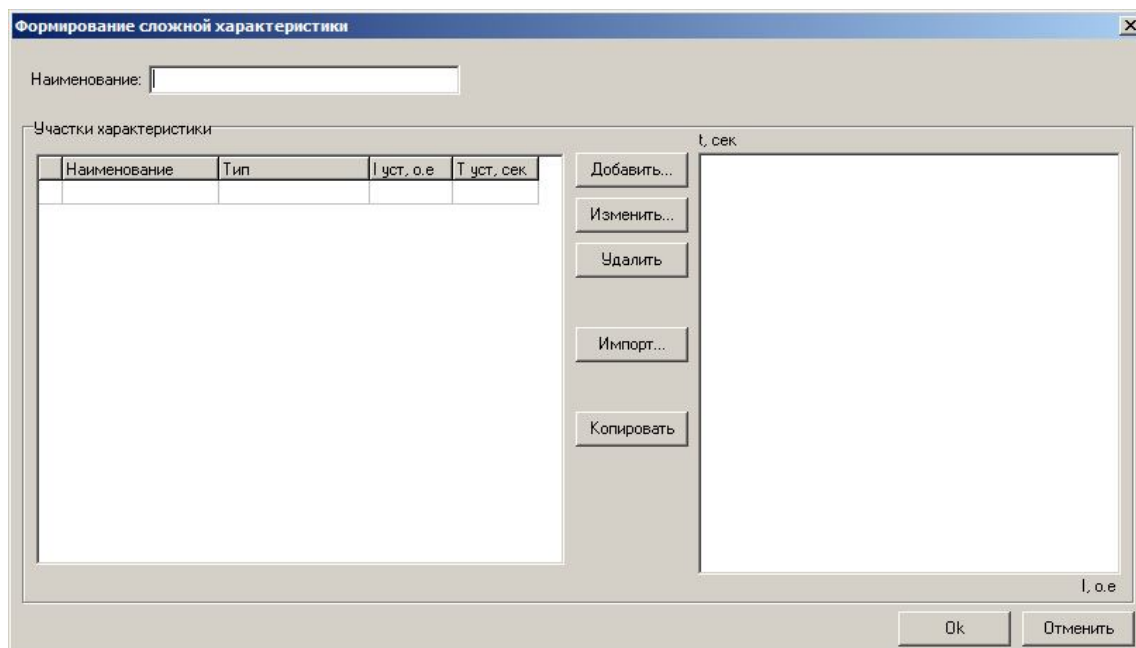 Формирование сложной характеристики
Наименование:
Участки характеристики
t, сек
Наименование Тип I уст, о.е T уст, сек
Добавить...
Изменить...
Удалить
Импорт...
Копировать
I, о.е
Ok Отменить